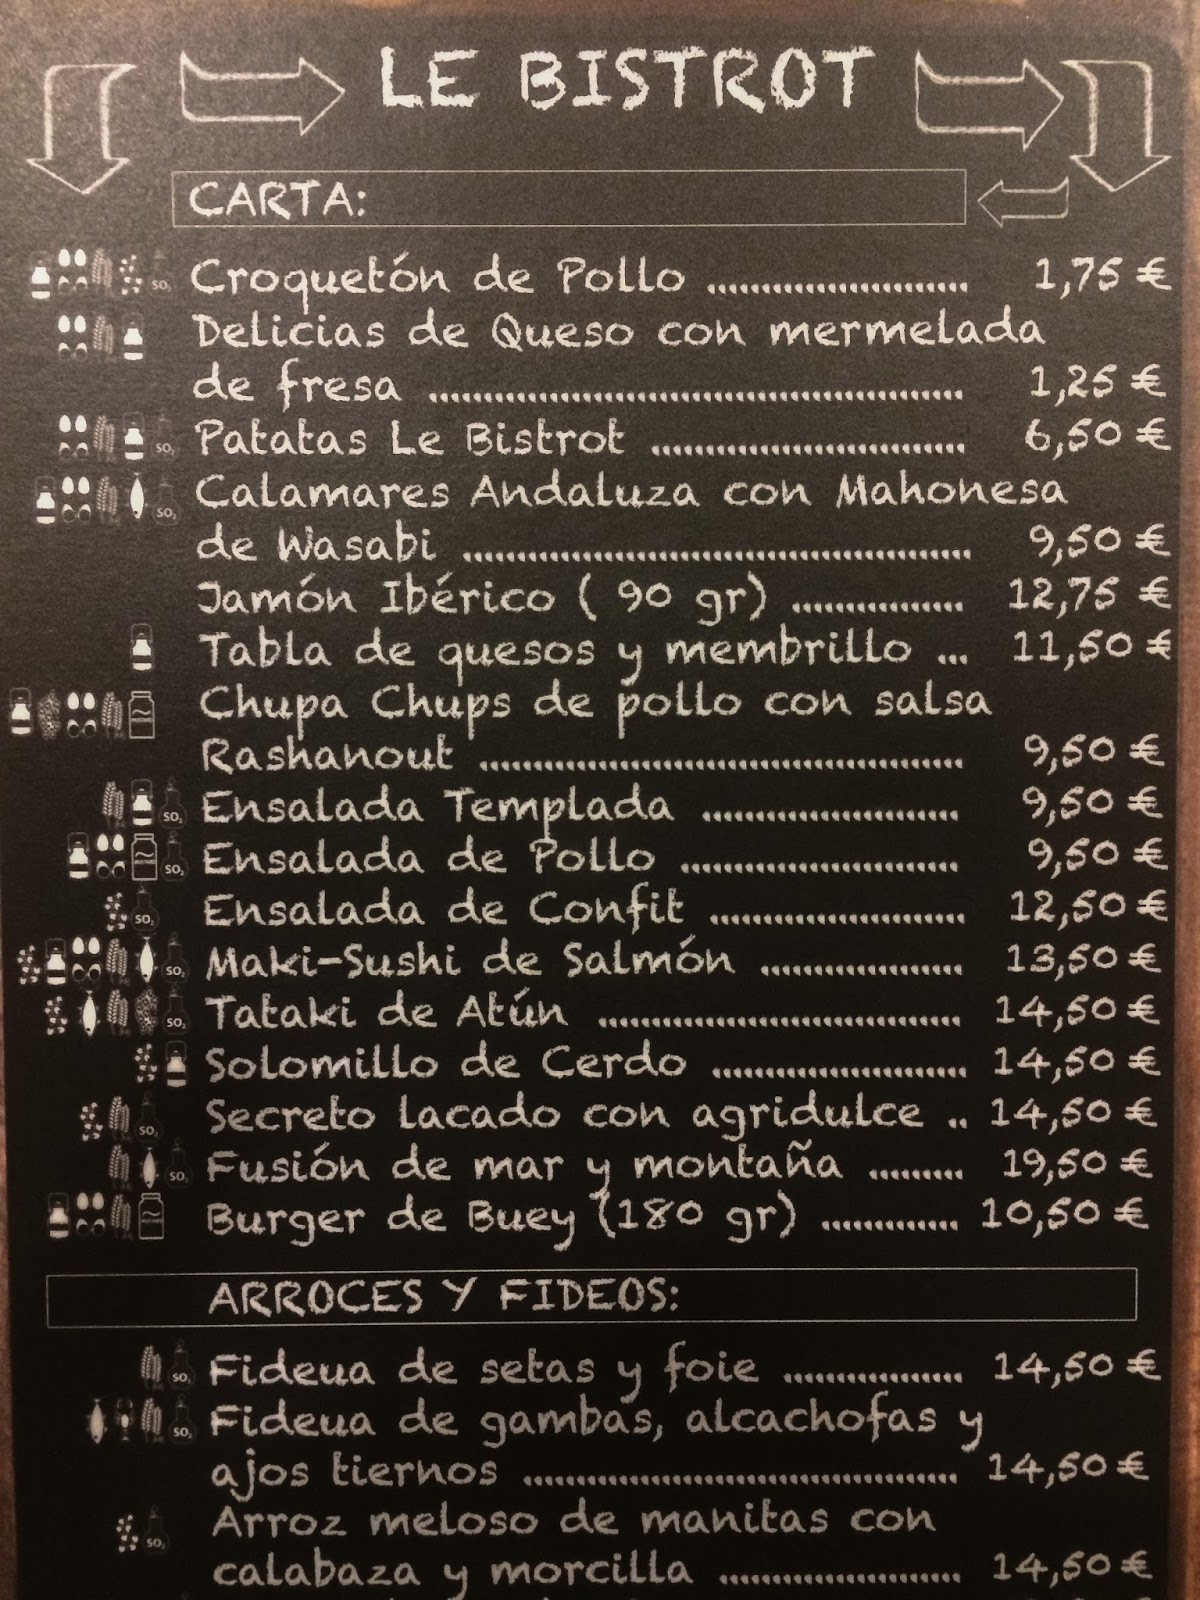 LE BISTROT
CARTA:
Croquetón de Pollo ........................ 1,75 €
Delicias de Queso con mermelada
de fresa ................................................. 1,25 €
Patatas Le Bistrot ............................. 6,50 €
Calamares Andaluza con Mahonesa
de Wasabi .............................................. 9,50 €
Jamón Ibérico ( 90 gr) ................ 12,75 €
Tabla de quesos y membrillo ... 11,50 €
Chupa Chups de pollo con salsa
Rashanout ............................................. 9,50 €
Ensalada Templada ........................ 9,50 €
Ensalada de Pollo .......................... 9,50 €
Ensalada de Confit ........................ 12,50 €
Maki-Sushi de Salmón ................... 13,50 €
Tataki de Atún .................................. 14,50 €
Solomillo de Cerdo ........................ 14,50 €
Secreto lacado con agridulce .. 14,50 €
Fusión de mar y montaña ......... 19,50 €
Burger de Buey (180 gr) ............. 10,50 €
ARROCES Y FIDEOS:
Fideua de setas y foie ................. 14,50 €
Fideua de gambas, alcachofas y
ajos tiernos ........................................ 14,50 €
Arroz meloso de manitas con
calabaza y morcilla ...................... 14,50 €